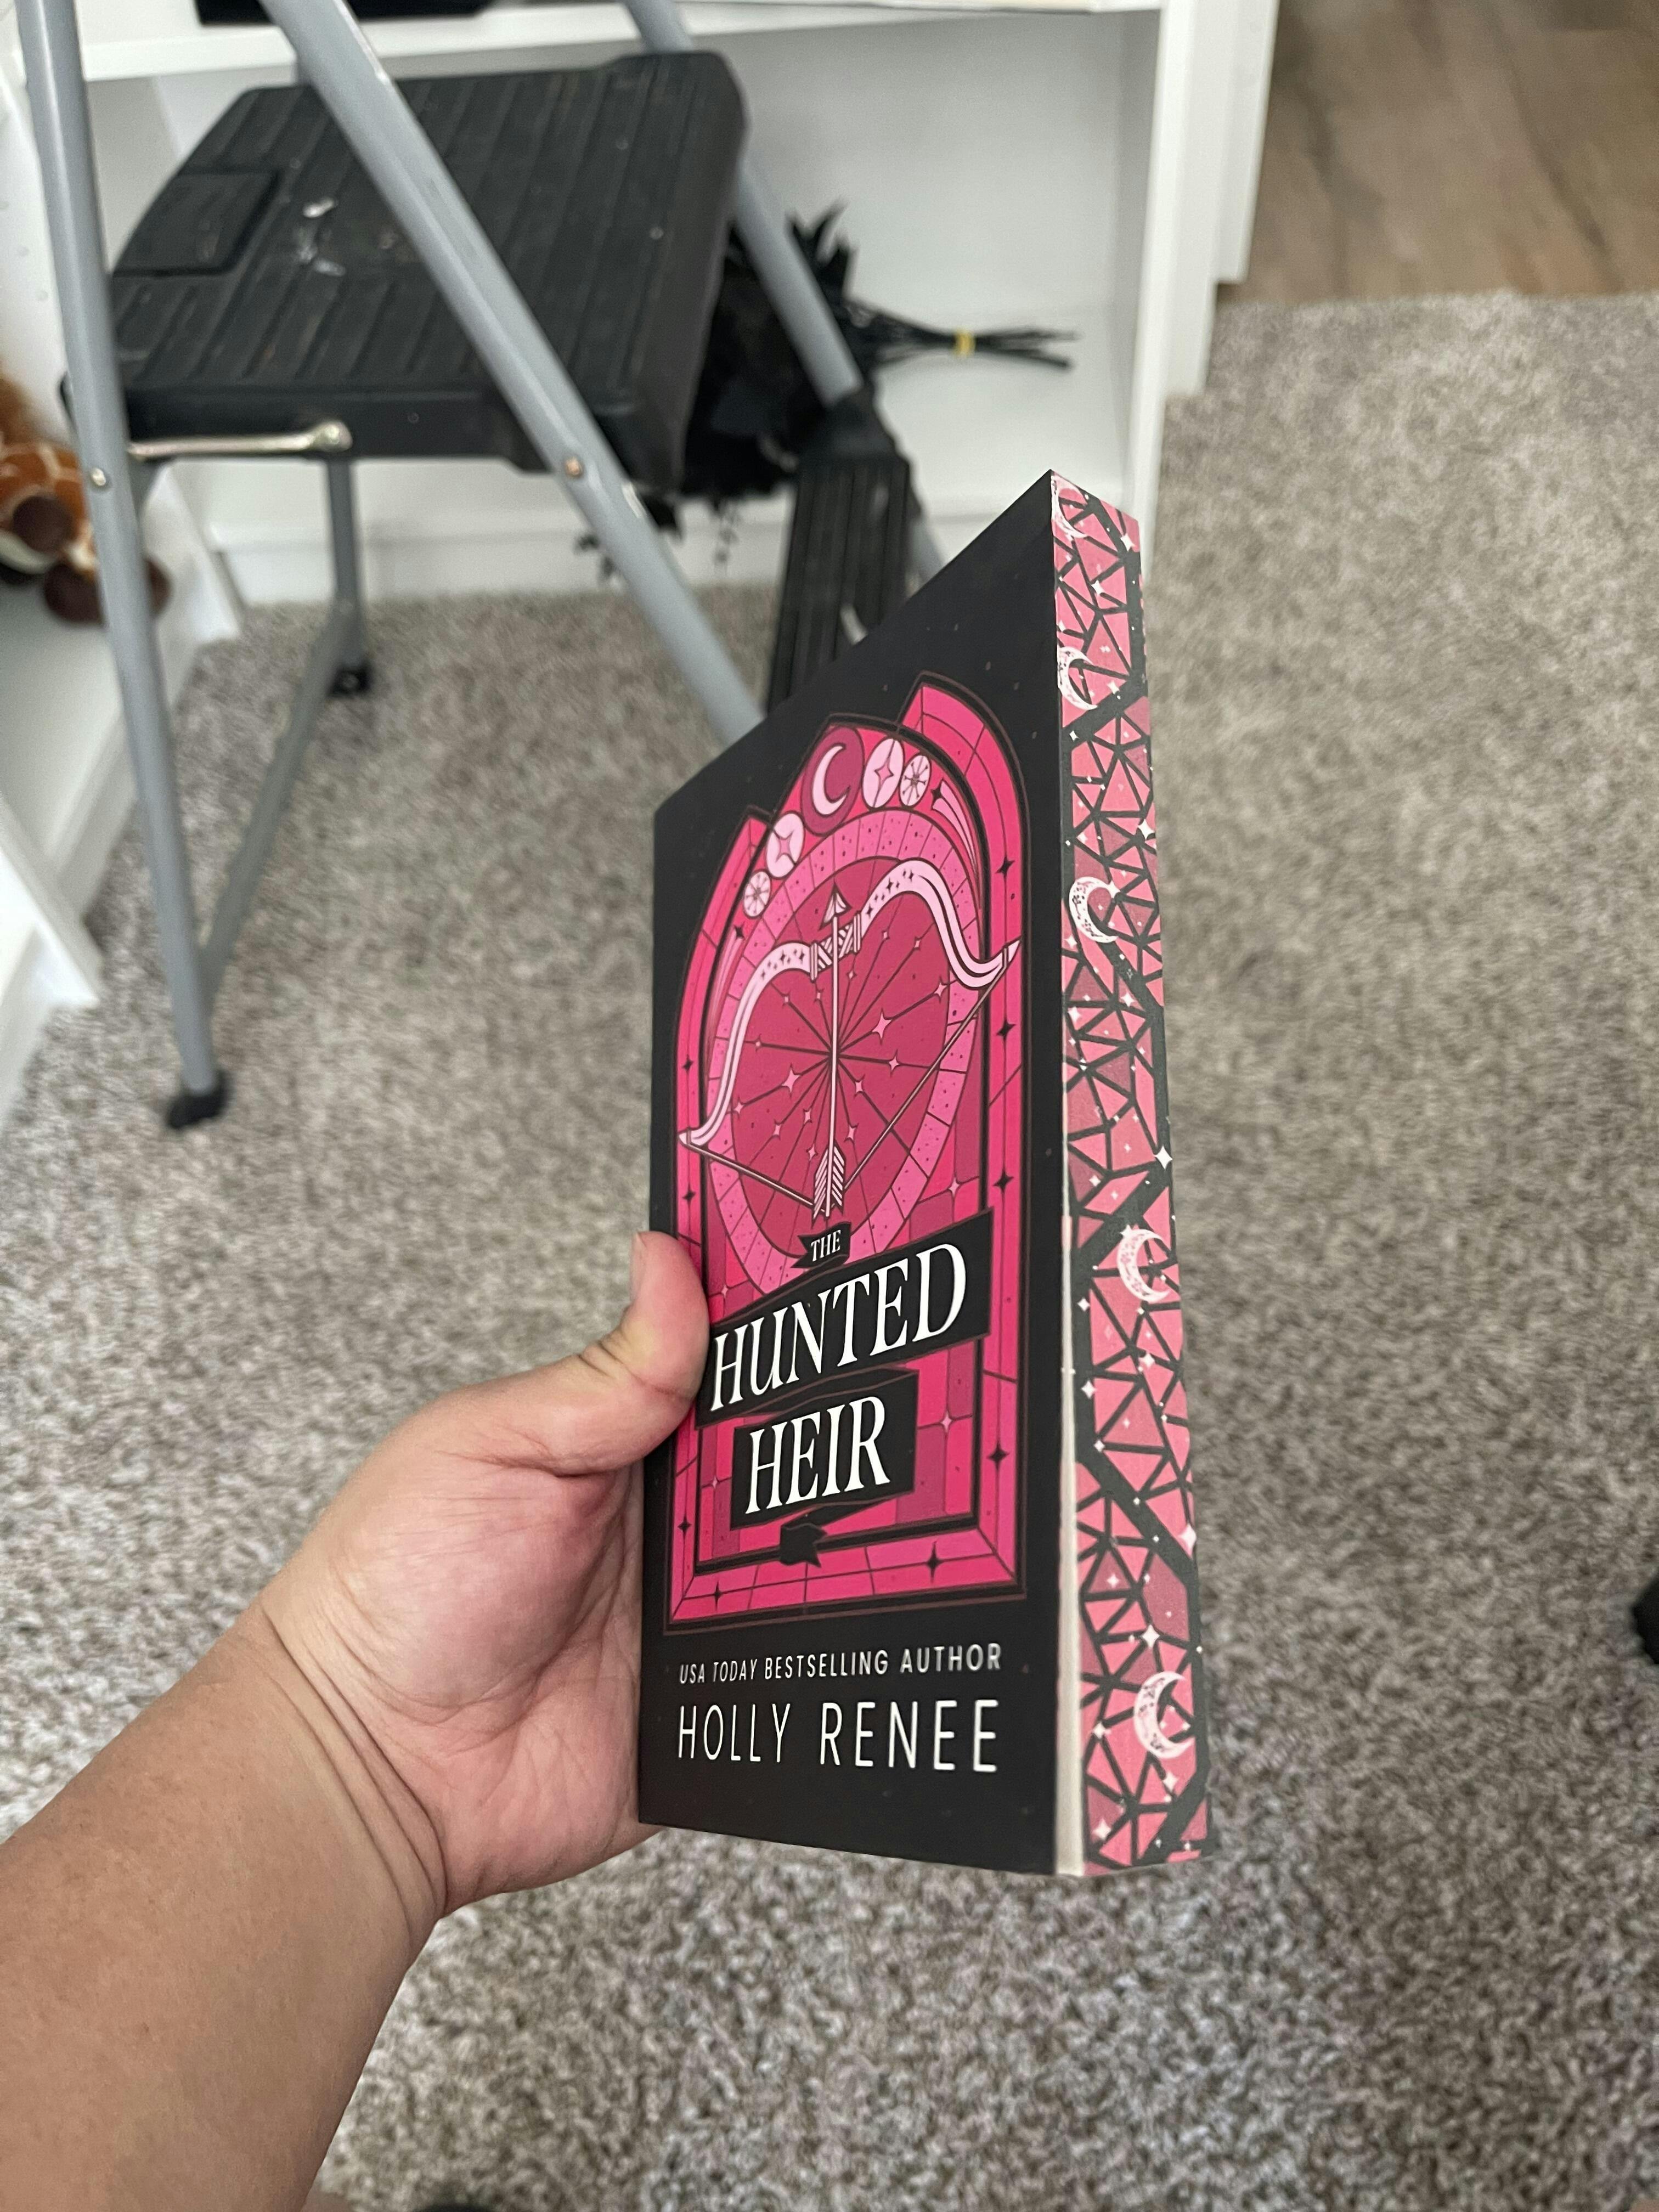 THE
HUNTED
HEIR
USA TODAY BESTSELLING AUTHOR
HOLLY RENEE